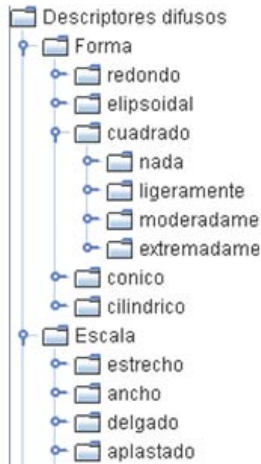 Descriptores difusos
Forma
redondo
elipsoidal
cuadrado
nada
ligeramente
moderadame
extremadame
conico
cilindrico
Escala
estrecho
ancho
delgado
aplastado